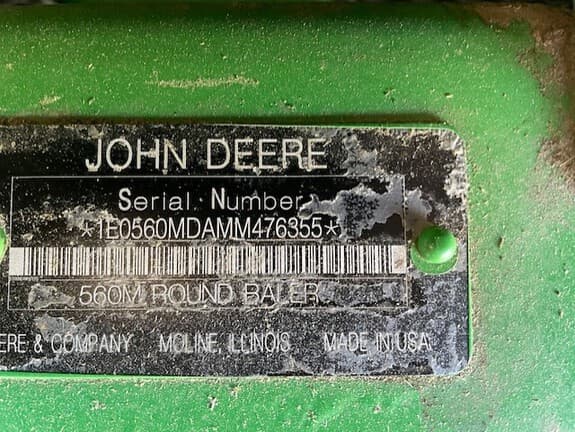 JOHN DEERE
Serial Number
*1E0560MDAMM476355*
560M ROUND BALER
ERE & COMPANY MOLINE, ILLINOIS MADE IN USA